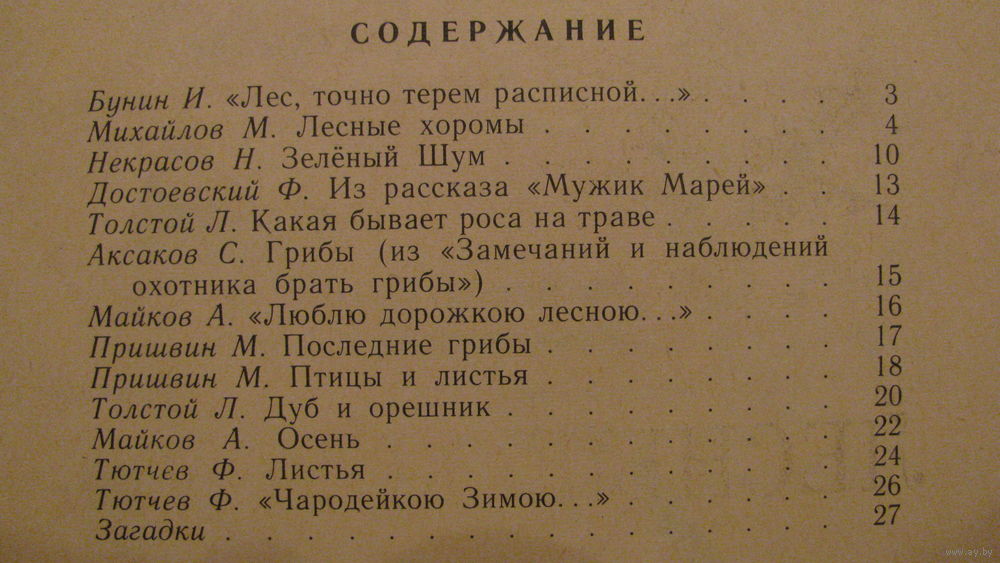 СОДЕРЖАНИЕ
Бунин И. «Лес, точно терем расписной...» . . . . 3
Михайлов М. Лесные хоромы . . . . . . . . 4
Некрасов Н. Зелёный Шум . . . . . . . . . 10
Достоевский Ф. Из рассказа «Мужик Марей» . . 13
Толстой Л. Какая бывает роса на траве . . . . . 14
Аксаков С. Грибы (из «Замечаний и наблюдений
охотника брать грибы») . . . . . . . . . 15
Майков А. «Люблю дорожкою лесною...» . . . . 16
Пришвин М. Последние грибы . . . . . . . . 17
Пришвин М. Птицы и листья . . . . . . . . 18
Толстой Л. Дуб и орешник . . . . . . . . . 20
Майков А. Осень . . . . . . . . . . . . 22
Тютчев Ф. Листья . . . . . . . . . . . . 24
Тютчев Ф. «Чародейкою Зимою...» . . . . . . 26
Загадки . . . . . . . . . . . . . . . . 27
www.ay.by